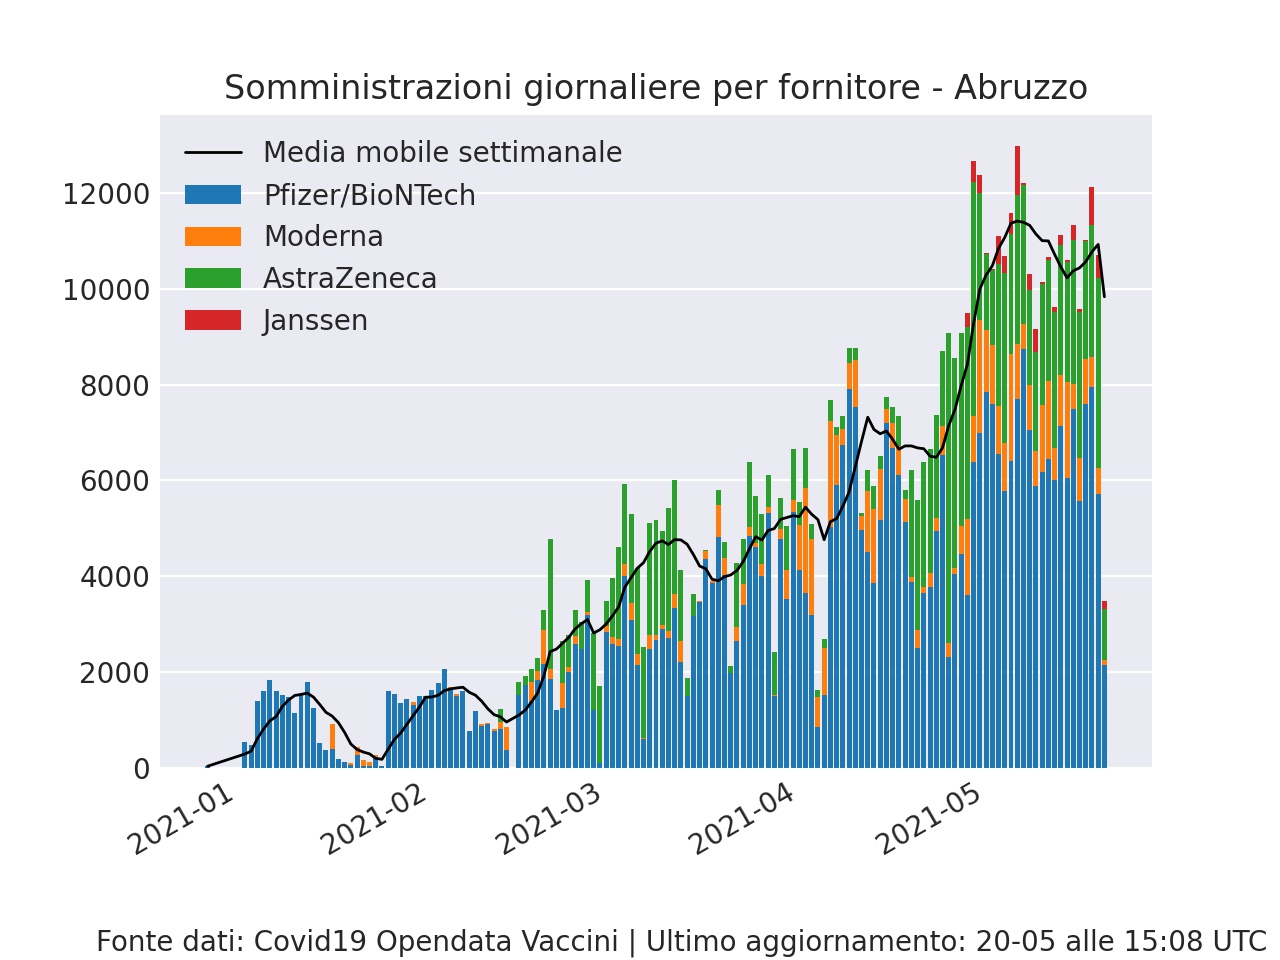 Somministrazioni giornaliere per fornitore - Abruzzo
Media mobile settimanale
Pfizer/BioNTech
Moderna
AstraZeneca
Janssen
12000
10000
8000
6000
4000
2000
0
2021-01
2021-02
2021-03
2021-04
2021-05
Fonte dati: Covid19 Opendata Vaccini | Ultimo aggiornamento: 20-05 alle 15:08 UTC